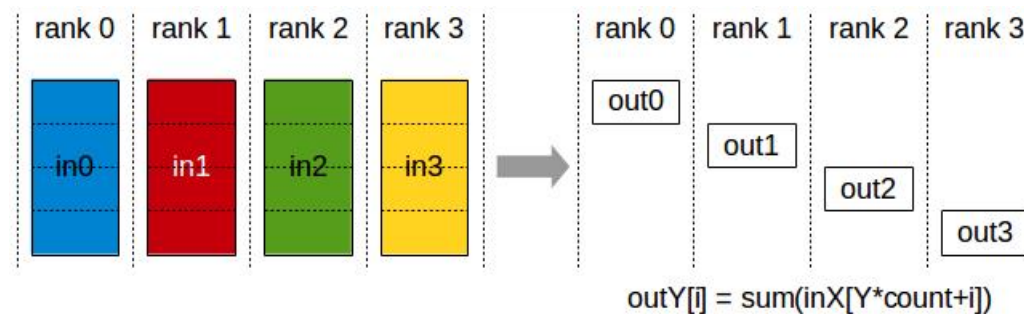 rank 0 rank 1 rank 2 rank 3 rank 0 rank 1 rank 2 rank 3
out0
in0 in1 in2 in3 out1
out2
out3
outY[i] = sum(inX[Y*count+i])